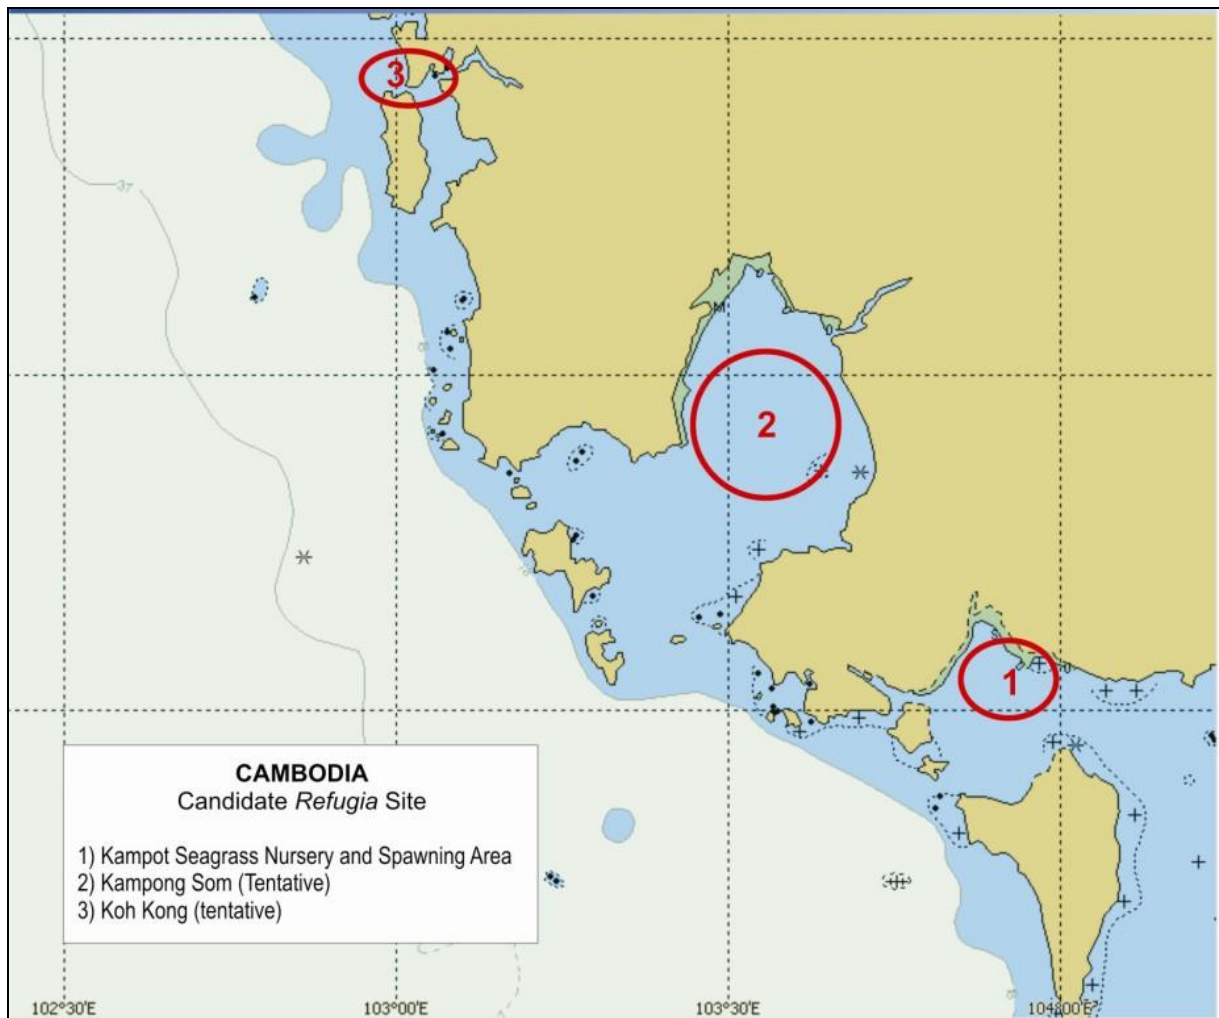 3
37
M
2
S
1
CAMBODIA
Candidate Refugia Site
1) Kampot Seagrass Nursery and Spawning Area
2) Kampong Som (Tentative)
3) Koh Kong (tentative)
102°30'E
103°00'E
103°30'E
104°00'E